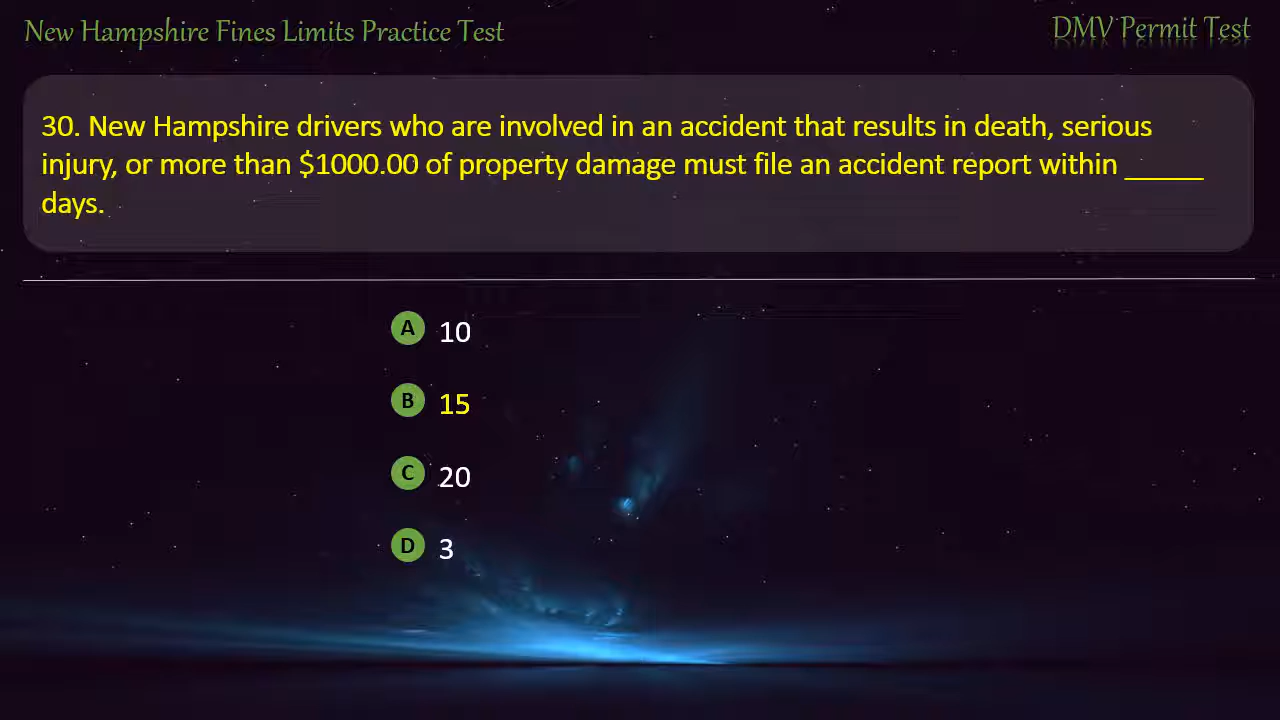 New Hampshire Fines Limits Practice Test
DMV Permit Test
30. New Hampshire drivers who are involved in an accident that results in death, serious
injury, or more than $1000.00 of property damage must file an accident report within _____
days.
A 10
B 15
C 20
D 3